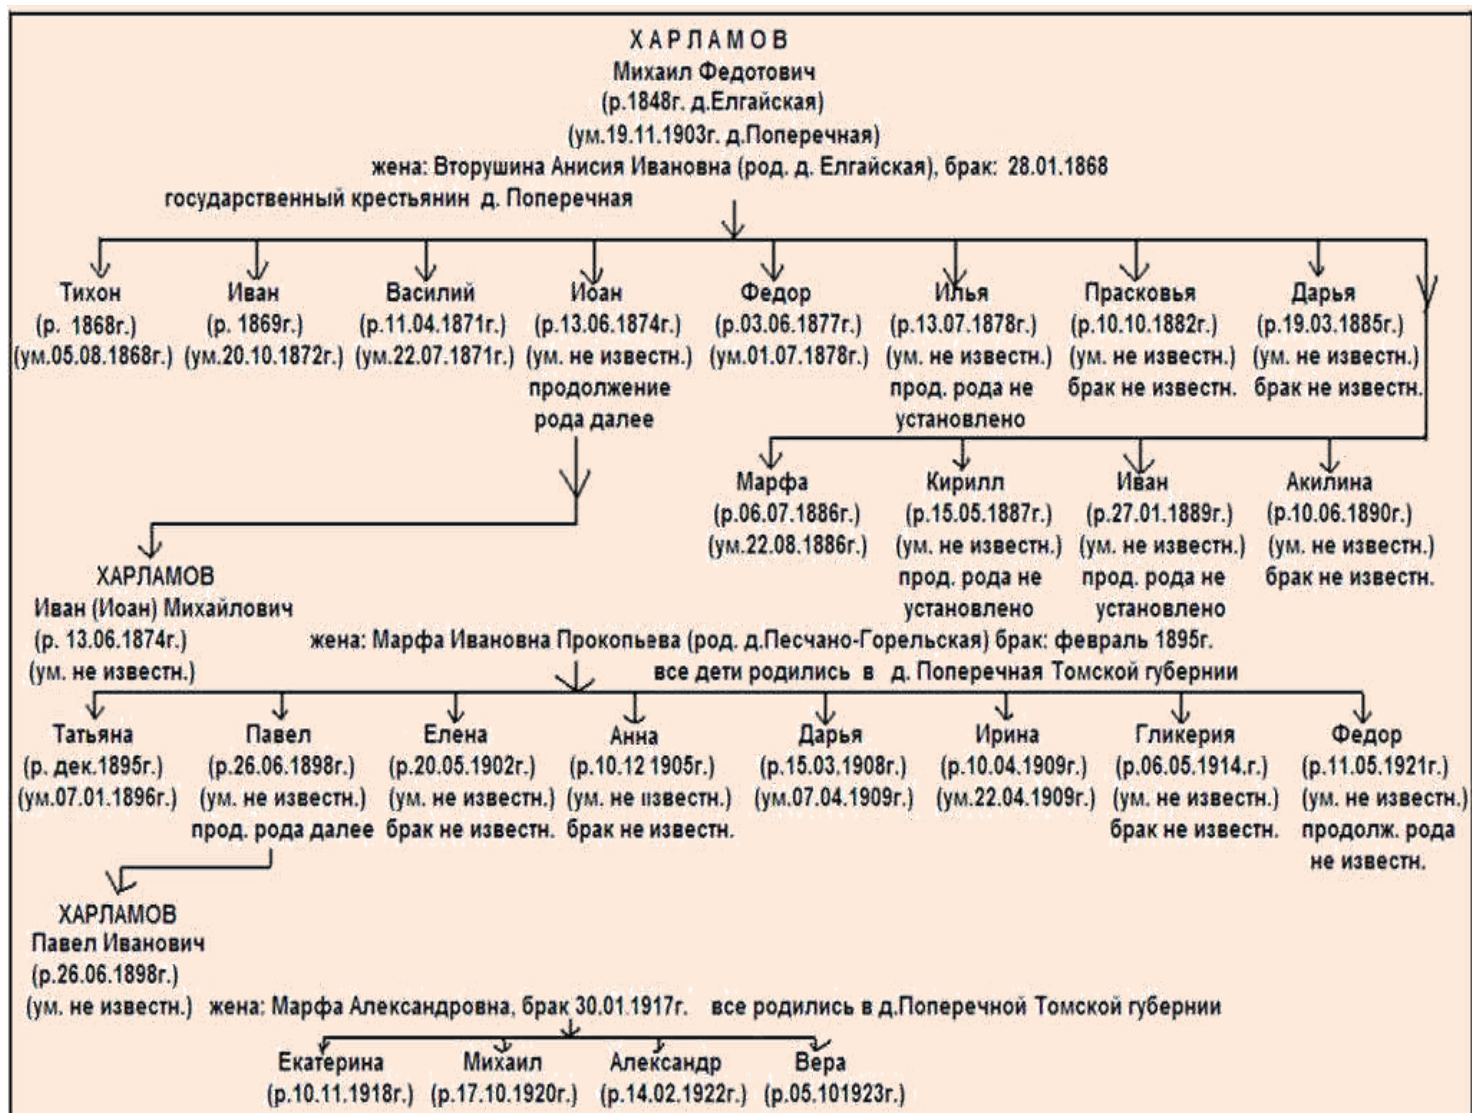 ХАРЛАМОВ
Михаил Федотович
(р.1848г. д.Елгайская)
(ум.19.11.1903г. д.Поперечная)
жена: Вторушина Анисия Ивановна (род. д. Елгайская), брак: 28.01.1868
государственный крестьянин д. Поперечная
Тихон Иван Василий Иоан Федор Илья Прасковья Дарья
(р. 1868г.) (р. 1869г.) (р.11.04.1871г.) (р.13.06.1874г.) (р.03.06.1877г.) (р.13.07.1878г.) (р.10.10.1882г.) (р.19.03.1885г.)
(ум.05.08.1868г.) (ум.20.10.1872г.) (ум.22.07.1871г.) (ум. не известн.) (ум.01.07.1878г.) (ум. не известн.) (ум. не известн.) (ум. не известн.)
продолжение прод. рода не брак не известн. брак не известн.
рода далее установлено
Марфа Кирилл Иван Акилина
(р.06.07.1886г.) (р.15.05.1887г.) (р.27.01.1889г.) (р.10.06.1890г.)
(ум.22.08.1886г.) (ум. не известн.) (ум. не известн.) (ум. не известн.)
прод. рода не прод. рода не брак не известн.
установлено установлено
ХАРЛАМОВ
Иван (Иоан) Михайлович
(р. 13.06.1874г.) жена: Марфа Ивановна Прокопьева (род. д.Песчано-Горельская) брак: февраль 1895г.
(ум. не известн.) все дети родились в д. Поперечная Томской губернии
Татьяна Павел Елена Анна Дарья Ирина Гликерия Федор
(р. дек.1895г.) (р.26.06.1898г.) (р.20.05.1902г.) (р.10.12 1905г.) (р.15.03.1908г.) (р.10.04.1909г.) (р.06.05.1914.г.) (р.11.05.1921г.)
(ум.07.01.1896г.) (ум. не известн.) (ум. не известн.) (ум. не известн.) (ум.07.04.1909г.) (ум.22.04.1909г.) (ум. не известн.) (ум. не известн.)
прод. рода далее брак не известн. брак не известн. брак не известн. продолж. рода
не известн.
ХАРЛАМОВ
Павел Иванович
(р.26.06.1898г.)
(ум. не известн.) жена: Марфа Александровна, брак 30.01.1917г. все родились в д.Поперечной Томской губернии
Екатерина Михаил Александр Вера
(р.10.11.1918г.) (р.17.10.1920г.) (р.14.02.1922г.) (р.05.101923г.)